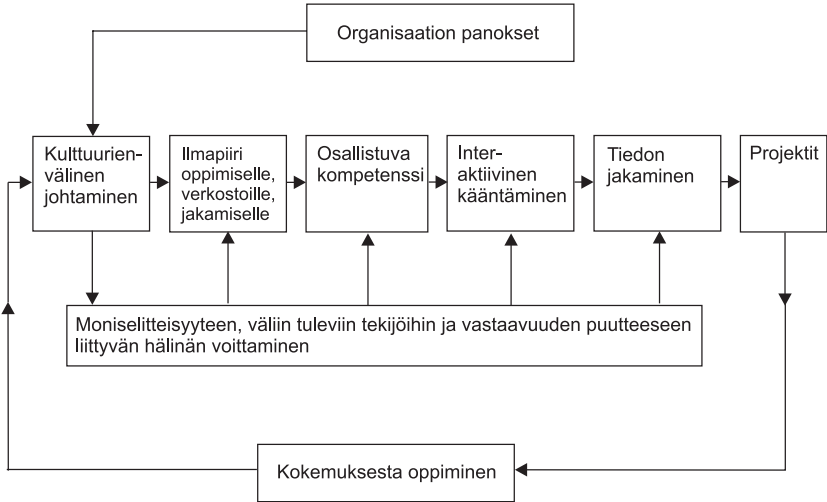 Organisaation panokset
Kulttuurien-
välinen
johtaminen
Ilmapiiri
oppimiselle,
verkostoille,
jakamiselle
Osallistuva
kompetenssi
Inter-
aktiivinen
kääntäminen
Tiedon
jakaminen
Projektit
Moniselitteisyyteen, väliin tuleviin tekijöihin ja vastaavuuden puutteeseen
liittyvän hälinän voittaminen
Kokemuksesta oppiminen